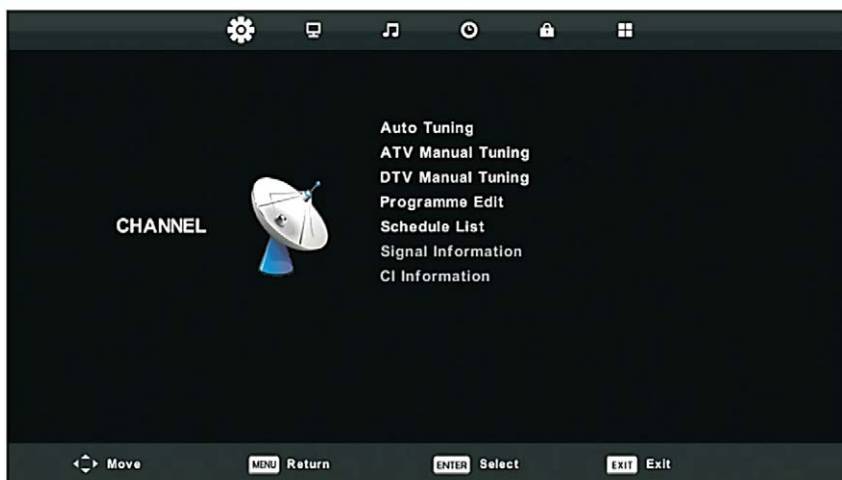 Auto Tuning
ATV Manual Tuning
DTV Manual Tuning
Programme Edit
CHANNEL
Schedule List
Signal Information
CI Information
Move MENU Return ENTER Select EXIT Exit